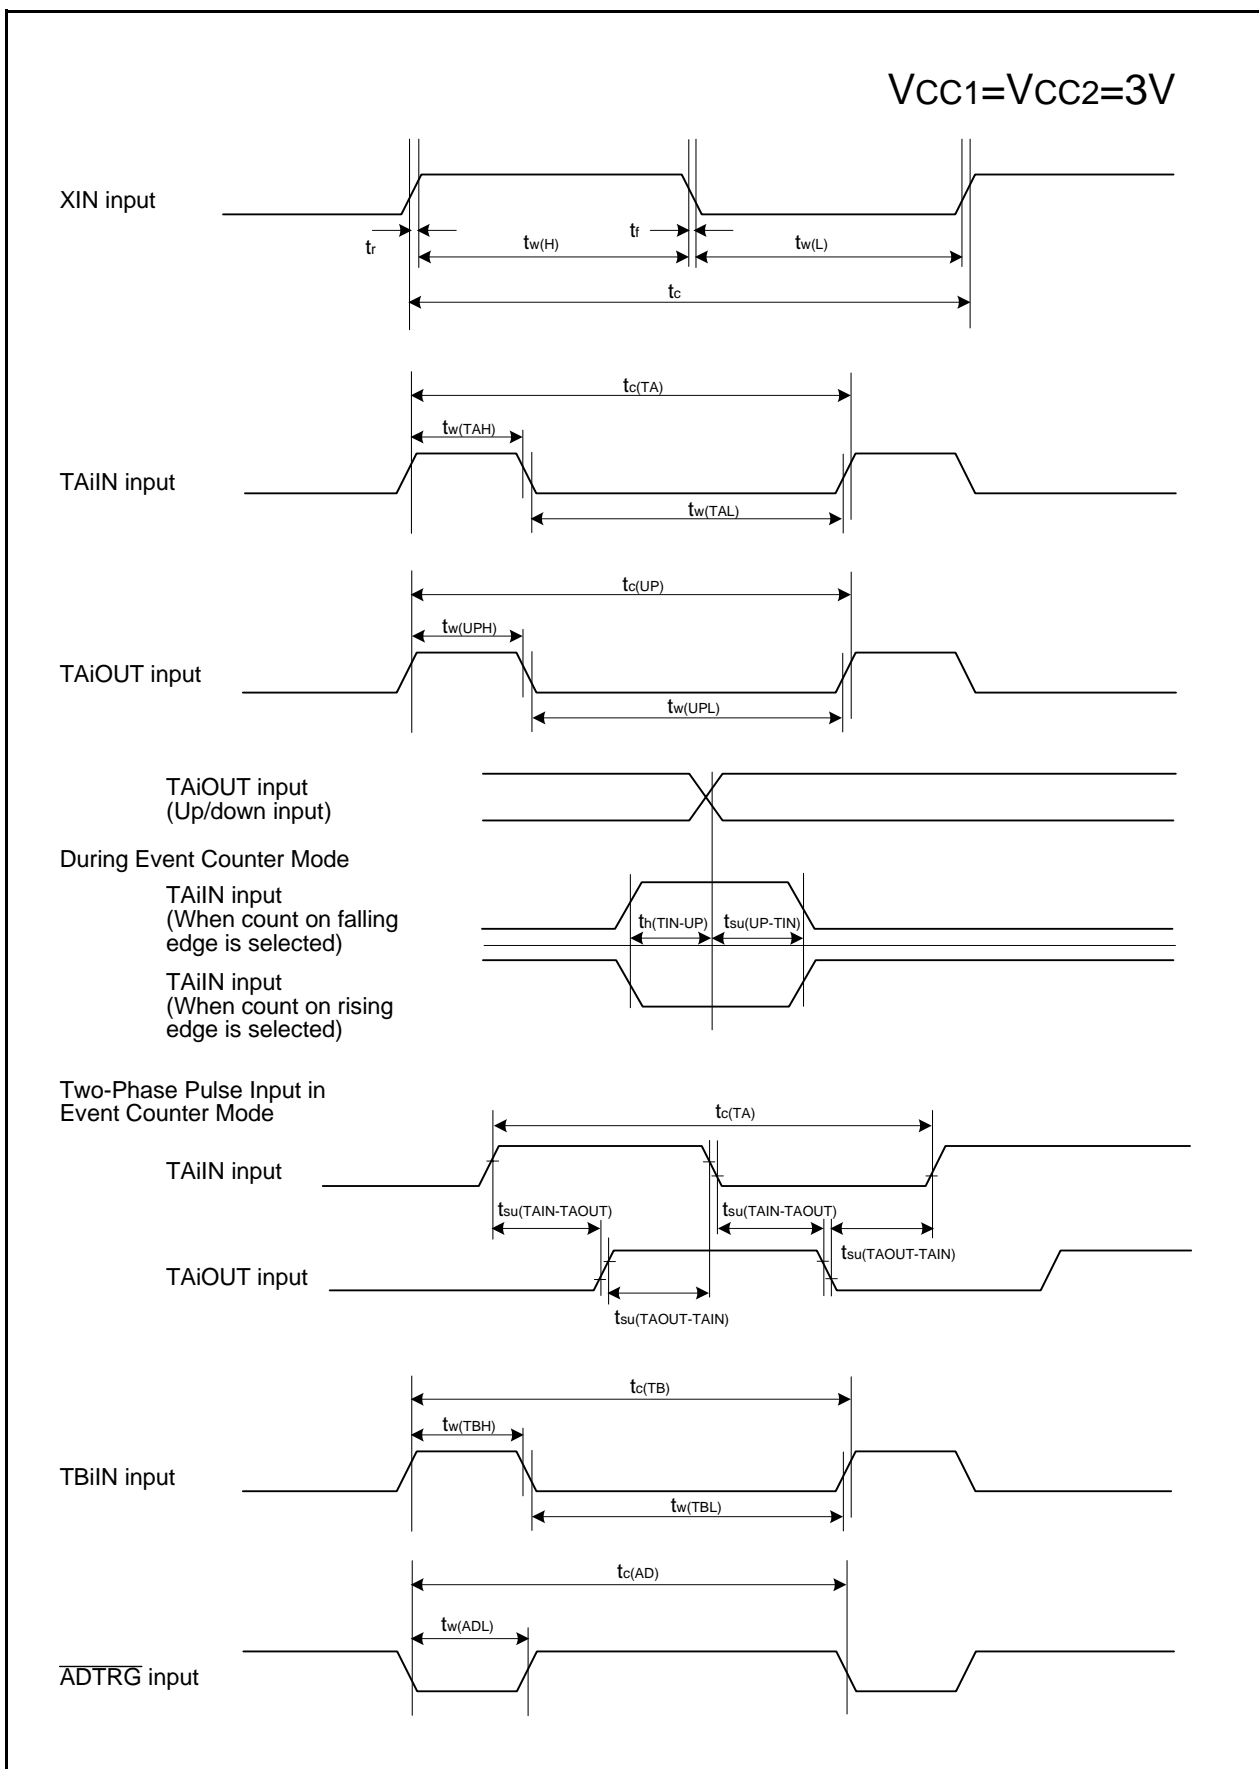 VCC1=VCC2=3V
XIN input
tr
tw(H)
tf
tw(L)
tc
tc(TA)
tw(TAH)
TAiIN input
tw(TAL)
tc(UP)
tw(UPH)
TAiOUT input
tw(UPL)
TAiOUT input
(Up/down input)
During Event Counter Mode
TAiIN input
(When count on falling
edge is selected)
th(TIN-UP)
tsu(UP-TIN)
TAiIN input
(When count on rising
edge is selected)
Two-Phase Pulse Input in
Event Counter Mode
tc(TA)
TAiIN input
tsu(TAIN-TAOUT)
tsu(TAIN-TAOUT)
tsu(TAOUT-TAIN)
TAiOUT input
tsu(TAOUT-TAIN)
tc(TB)
tw(TBH)
TBiIN input
tw(TBL)
tc(AD)
tw(ADL)
ADTRG input